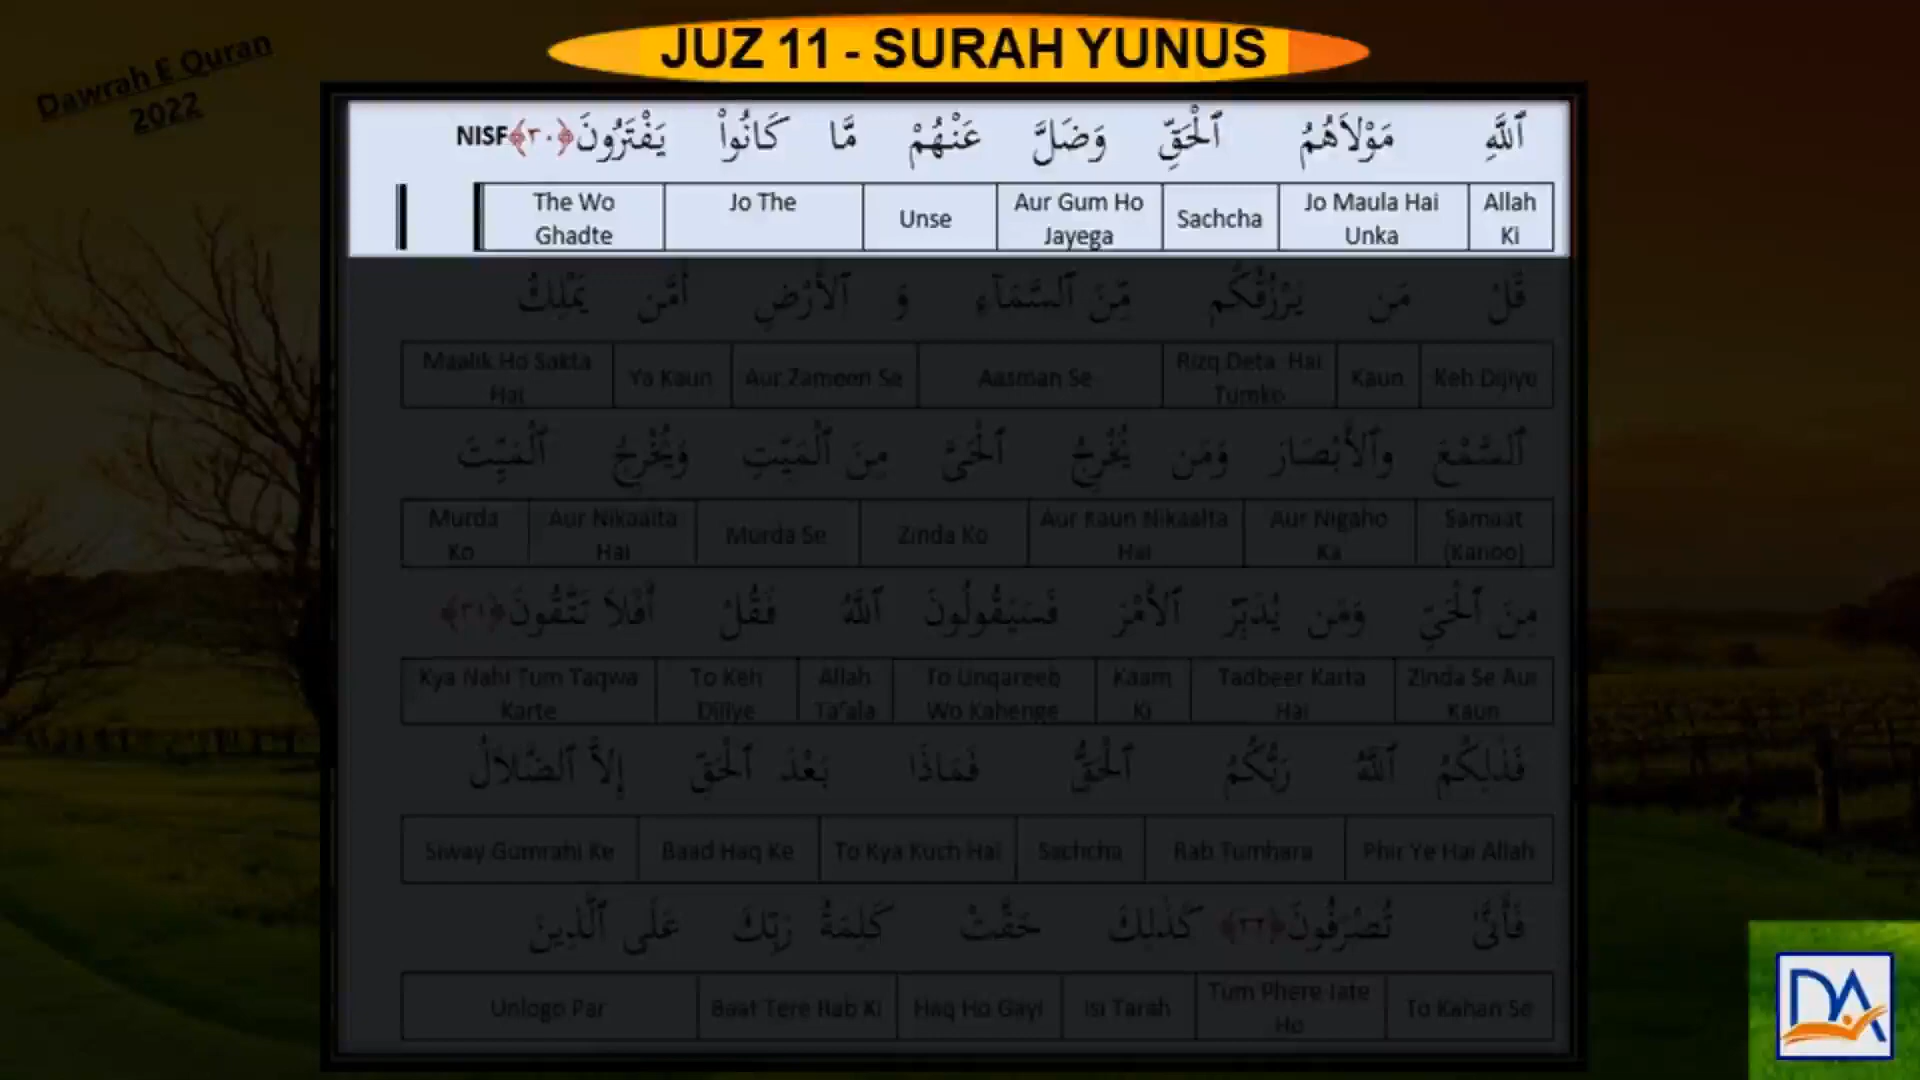 JUZ 11 - SURAH YUNUS
Dawrah E Quran
2022
ٱللَّهِ مَوْلَاهُمُ ٱلْحَقِّ وَضَلَّ عَنْهُمْ مَّا كَانُواْ يَفْتَرُونَ ﴿٣٠﴾ NISF
Allah Ki | Jo Maula Hai Unka | Sachcha | Aur Gum Ho Jayega | Unse | Jo The | The Wo Ghadte
قُلْ مَن يَرْزُقُكُم مِّنَ ٱلسَّمَآءِ وَ ٱلْأَرْضِ أَمَّن يَمْلِكُ
Keh Dijiye | Kaun | Rizq Deta Hai Tumko | Aasman Se | Aur Zameen Se | Ya Kaun | Maalik Ho Sakta Hai
ٱلسَّمْعَ وٱلْأَبْصَارَ وَمَن يُخْرِجُ ٱلْحَىَّ مِنَ ٱلْمَيِّتِ وَيُخْرِجُ ٱلْمَيِّتَ
Samaat (Kanoo) | Aur Nigaho Ka | Aur Kaun Nikaalta Hai | Zinda Ko | Murda Se | Aur Nikaalta Hai | Murda Ko
مِنَ ٱلْحَيِّ وَمَن يُدَبِّرُ ٱلْأَمْرَ فَسَيَقُولُونَ ٱللَّهُ فَقُلْ أَفَلاَ تَتَّقُونَ ﴿٣١﴾
Zinda Se Aur Kaun | Tadbeer Karta Hai | Kaam Ki | To Unqareeb Wo Kahenge | Allah Ta'ala | To Keh Dijiye | Kya Nahi Tum Taqwa Karte
فَذَٰلِكُمُ ٱللَّهُ رَبُّكُمُ ٱلْحَقُّ فَمَاذَا بَعْدَ ٱلْحَقِّ إِلاَّ ٱلضَّلاَلُ
Phir Ye Hai Allah | Rab Tumhara | Sachcha | To Kya Kuch Hai | Baad Haq Ke | Siway Gumrahi Ke
فَأَنَّىٰ تُصْرَفُونَ ﴿٣٢﴾ كَذَٰلِكَ حَقَّتْ كَلِمَةُ رَبِّكَ عَلَى ٱلَّذِينَ
To Kahan Se | Tum Phere Jate Ho | Isi Tarah | Haq Ho Gayi | Baat Tere Rab Ki | Unlogo Par
DA